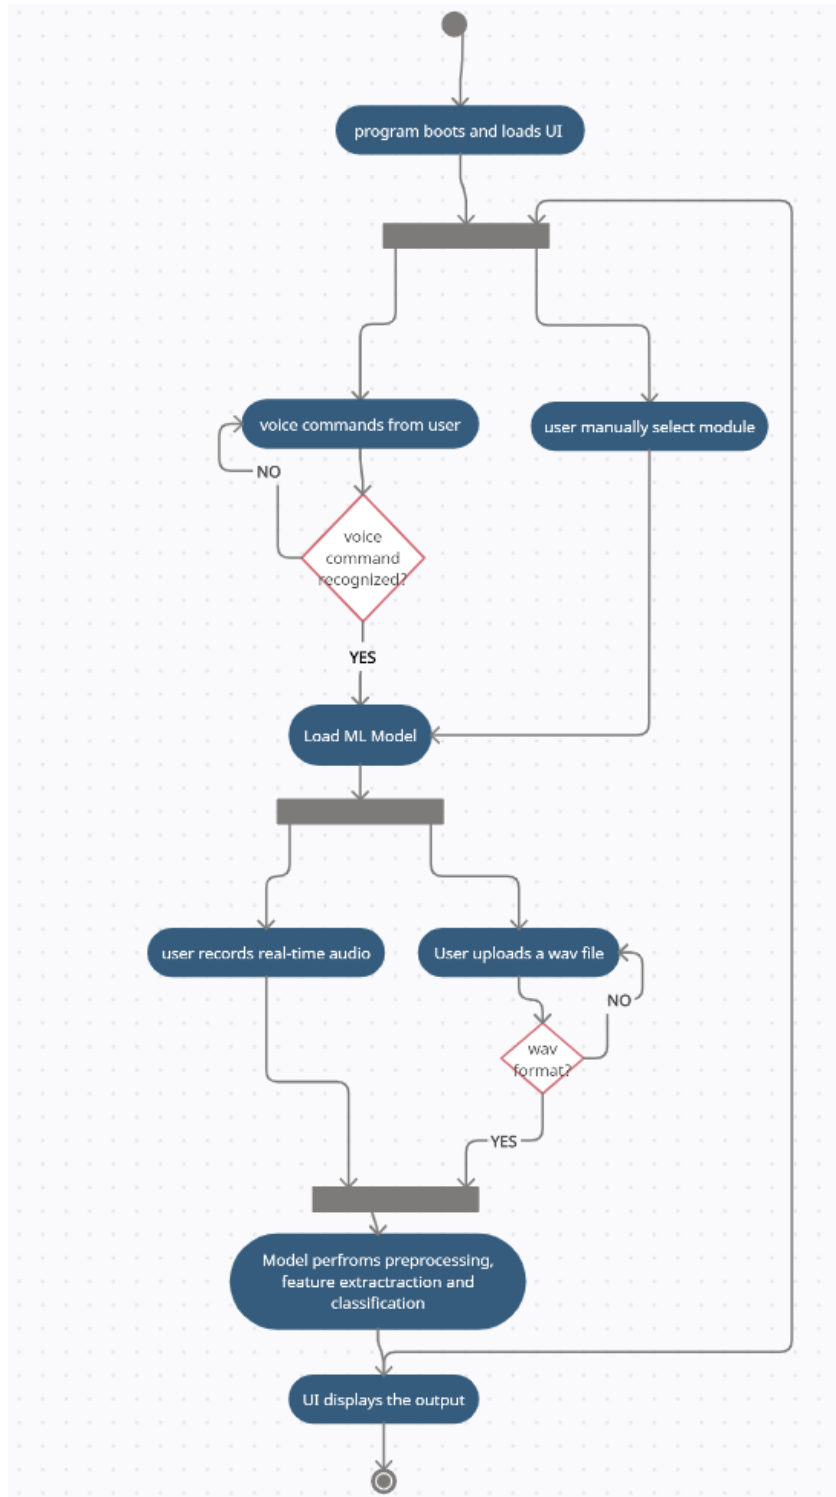 program boots and loads UI
voice commands from user
user manually select module
NO
voice
command
recognized?
YES
Load ML Model
user records real-time audio
User uploads a wav file
NO
wav
format?
YES
Model perfroms preprocessing,
feature extractraction and
classification
UI displays the output